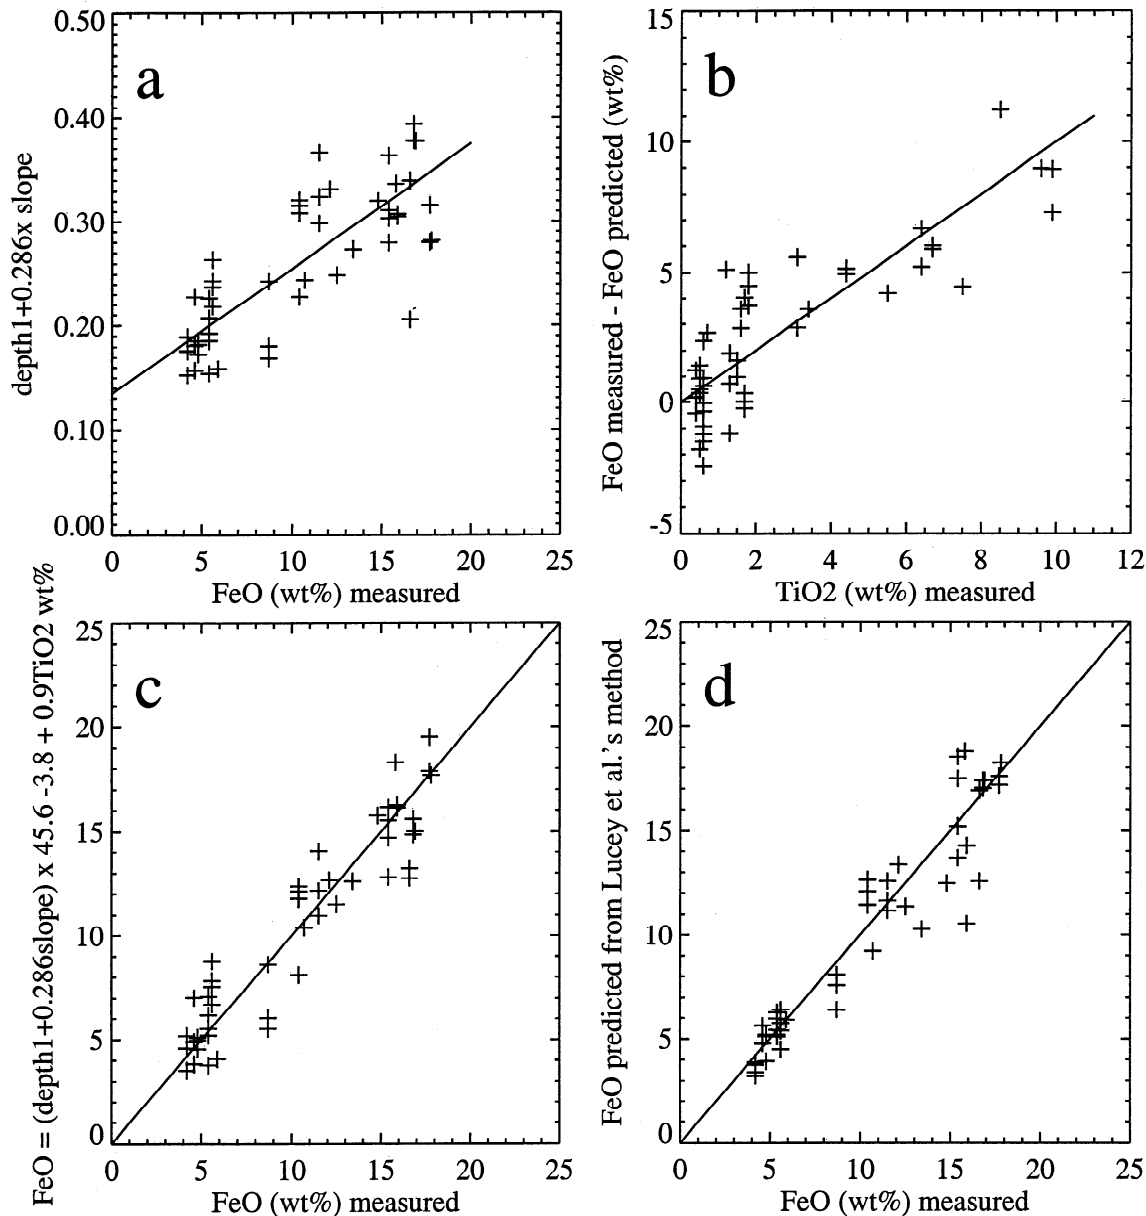 a
0.50
0.40
0.30
0.20
0.10
0.00
0 5 10 15 20 25
FeO (wt%) measured
depth1+0.286x slope
b
15
10
5
0
-5
0 2 4 6 8 10 12
TiO2 (wt%) measured
FeO measured - FeO predicted (wt%)
c
25
20
15
10
5
0
0 5 10 15 20 25
FeO (wt%) measured
FeO = (depth1+0.286slope) x 45.6 -3.8 + 0.9TiO2 wt%
d
25
20
15
10
5
0
0 5 10 15 20 25
FeO (wt%) measured
FeO predicted from Lucey et al.'s method